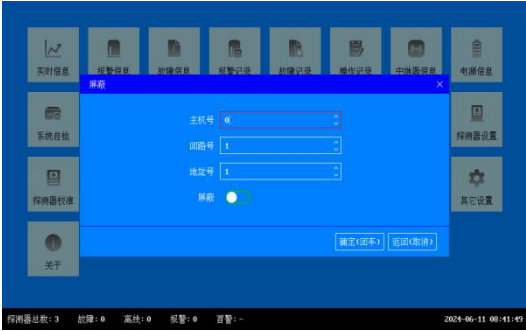 实时信息 报警信息 故障信息 报警记录 故障记录 操作记录 中继器信息 电源信息
屏蔽 ×
主机号 0
系统自检 探测器设置
回路号 1
地址号 1
探测器校准 屏蔽 其它设置
确定(回车) 返回(取消)
关于
探测器总数: 3 故障: 0 离线: 0 报警: 0 首警: - 2024-06-11 08:41:49